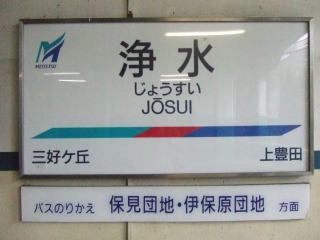 MEITETSU
浄水
じょうすい
JŌSUI
三好ケ丘 上豊田
バスのりかえ 保見団地・伊保原団地 方面